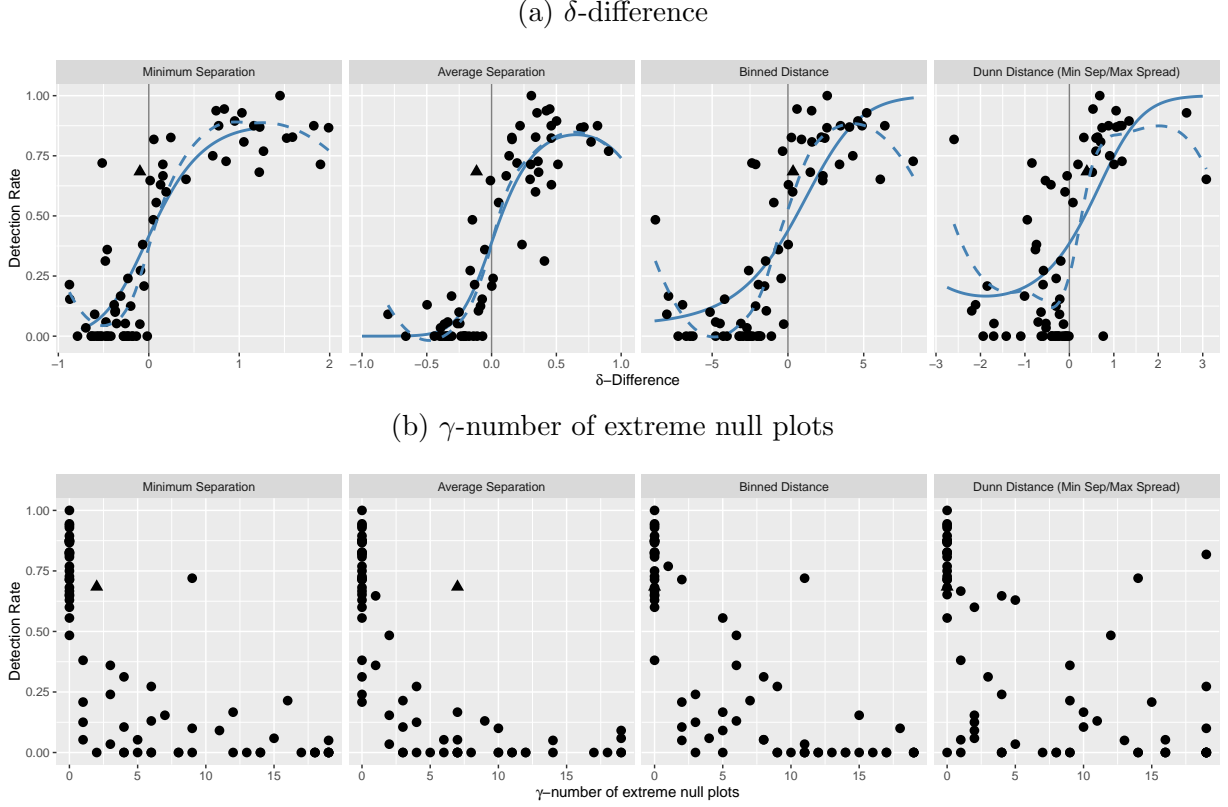 (a) δ-difference
Minimum Separation
Average Separation
Binned Distance
Dunn Distance (Min Sep/Max Spread)
Detection Rate
1.00
0.75
0.50
0.25
0.00
−1 0 1 2
−1.0 −0.5 0.0 0.5 1.0
−5 0 5
−3 −2 −1 0 1 2 3
δ−Difference
(b) γ-number of extreme null plots
Minimum Separation
Average Separation
Binned Distance
Dunn Distance (Min Sep/Max Spread)
Detection Rate
1.00
0.75
0.50
0.25
0.00
0 5 10 15
0 5 10 15
0 5 10 15
0 5 10 15
γ−number of extreme null plots